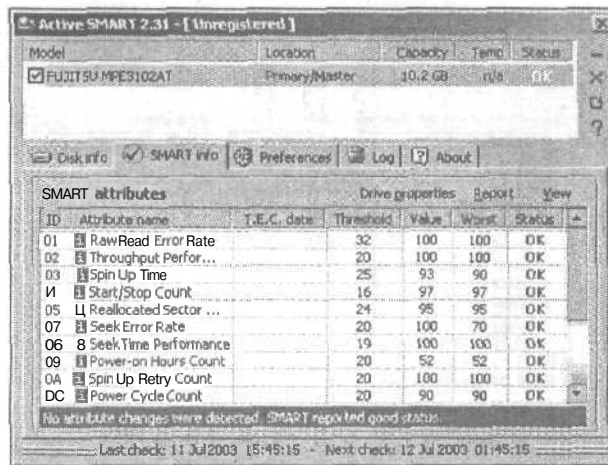 Active SMART 2.31 - [ Unregistered ]
Model Location Capacity Temp Status
FUJITSU MPE3102AT Primary/Master 10.2 GB n/a OK
Disk info SMART info Preferences Log About
SMART attributes Drive properties Report View
ID Attribute name T.E.C. date Threshold Value Worst Status
01 Raw Read Error Rate 32 100 100 OK
02 Throughput Perfor... 20 100 100 OK
03 Spin Up Time 25 93 90 OK
И Start/Stop Count 16 97 97 OK
05 Ц Reallocated Sector ... 24 95 95 OK
07 Seek Error Rate 20 100 70 OK
06 8 Seek Time Performance 19 100 100 OK
09 Power-on Hours Count 20 52 52 OK
0A Spin Up Retry Count 20 100 100 OK
DC Power Cycle Count 20 90 90 OK
No attribute changes were detected. SMART reported good status.
Last check: 11 Jul 2003 15:45:15 - Next check: 12 Jul 2003 01:45:15